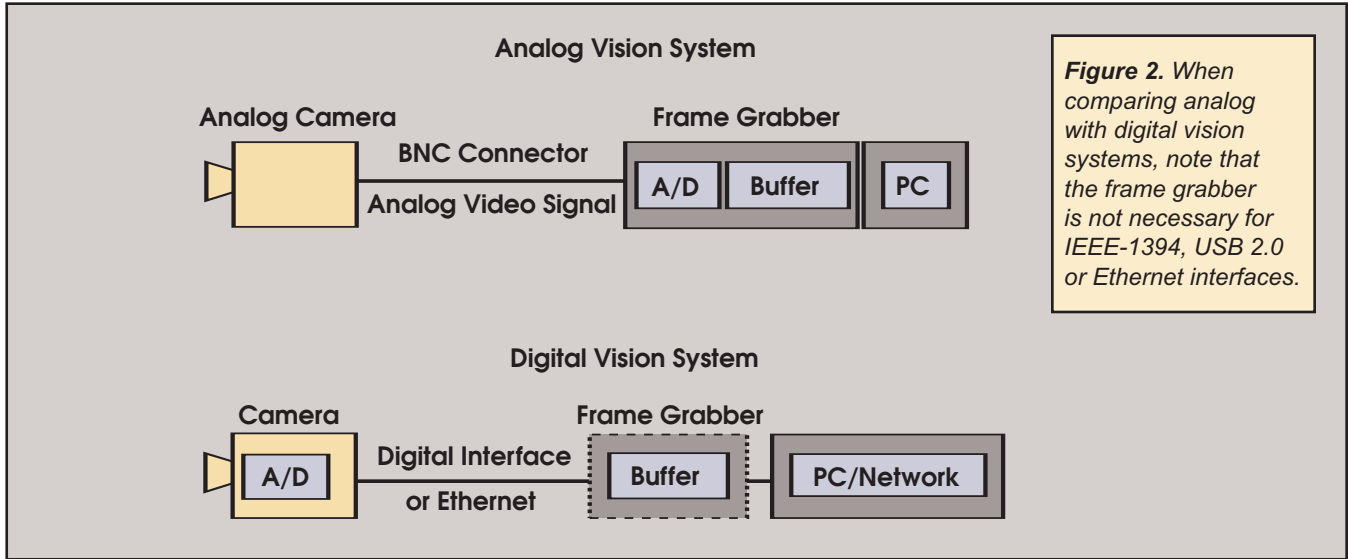 Analog Vision System
Analog Camera
Frame Grabber
BNC Connector
Analog Video Signal
A/D
Buffer
PC
Figure 2. When
comparing analog
with digital vision
systems, note that
the frame grabber
is not necessary for
IEEE-1394, USB 2.0
or Ethernet interfaces.
Digital Vision System
Camera
Frame Grabber
A/D
Digital Interface
or Ethernet
Buffer
PC/Network